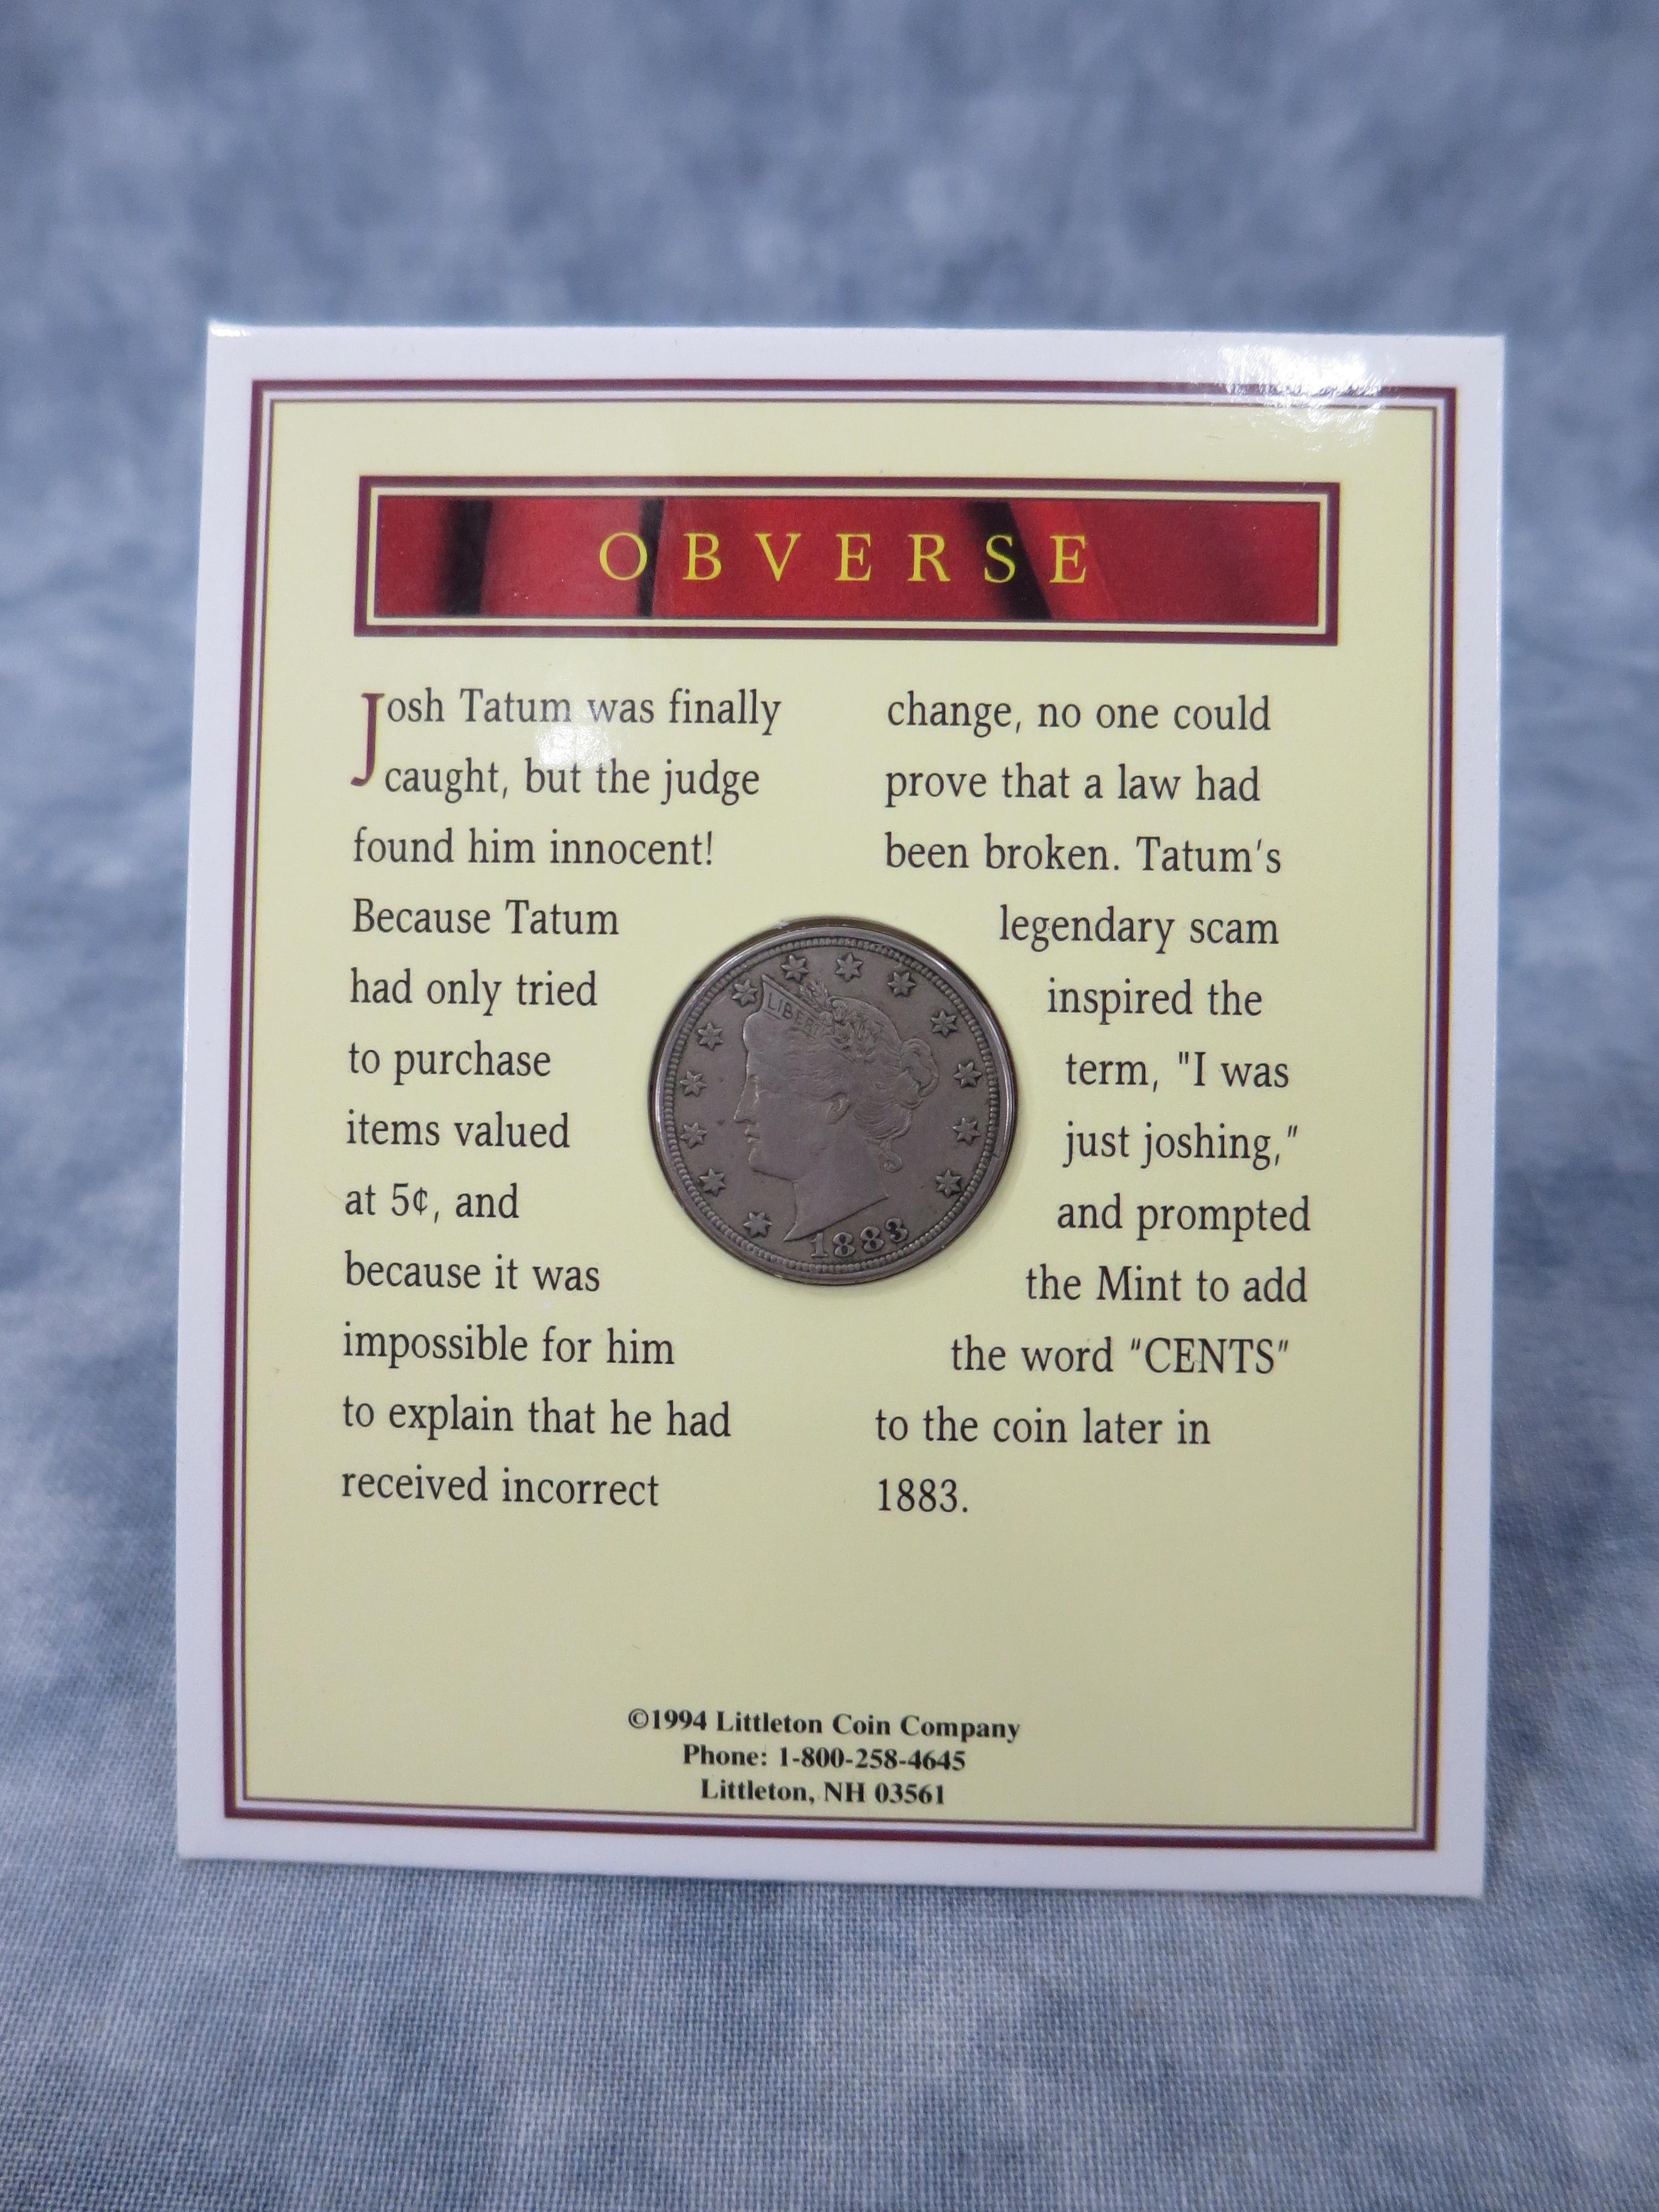 OBVERSE
Josh Tatum was finally
caught, but the judge
found him innocent!
Because Tatum
had only tried
to purchase
items valued
at 5¢, and
because it was
impossible for him
to explain that he had
received incorrect
change, no one could
prove that a law had
been broken. Tatum's
legendary scam
inspired the
term, "I was
just joshing,"
and prompted
the Mint to add
the word "CENTS"
to the coin later in
1883.
LIBERTY
1883
©1994 Littleton Coin Company
Phone: 1-800-258-4645
Littleton, NH 03561